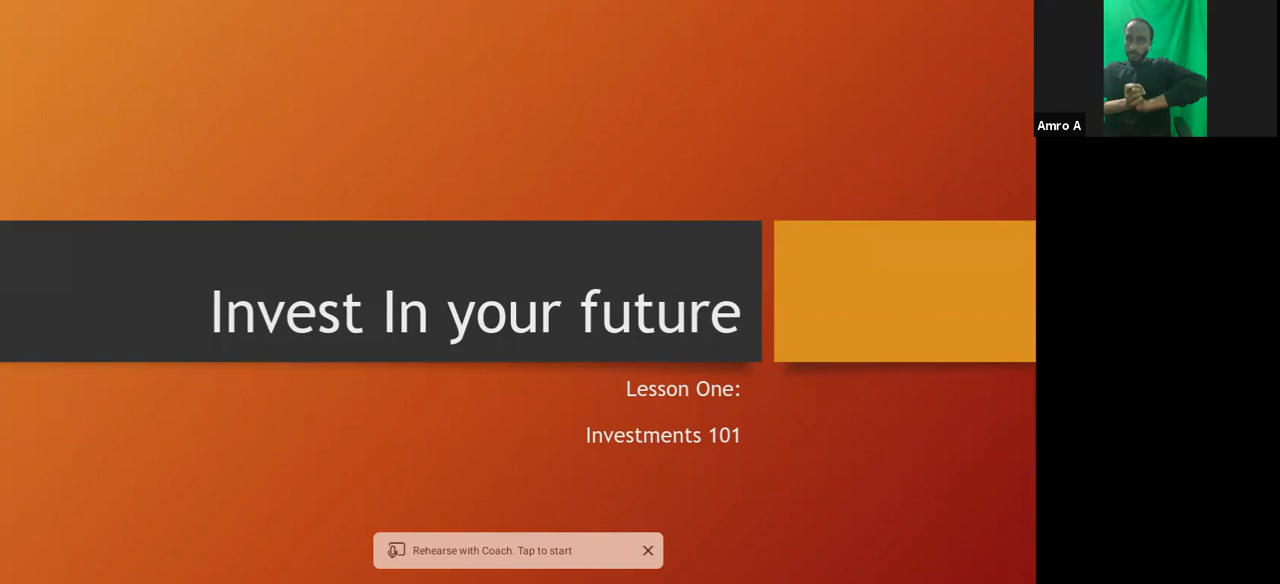 Amro A
Invest In your future
Lesson One:
Investments 101
Rehearse with Coach. Tap to start